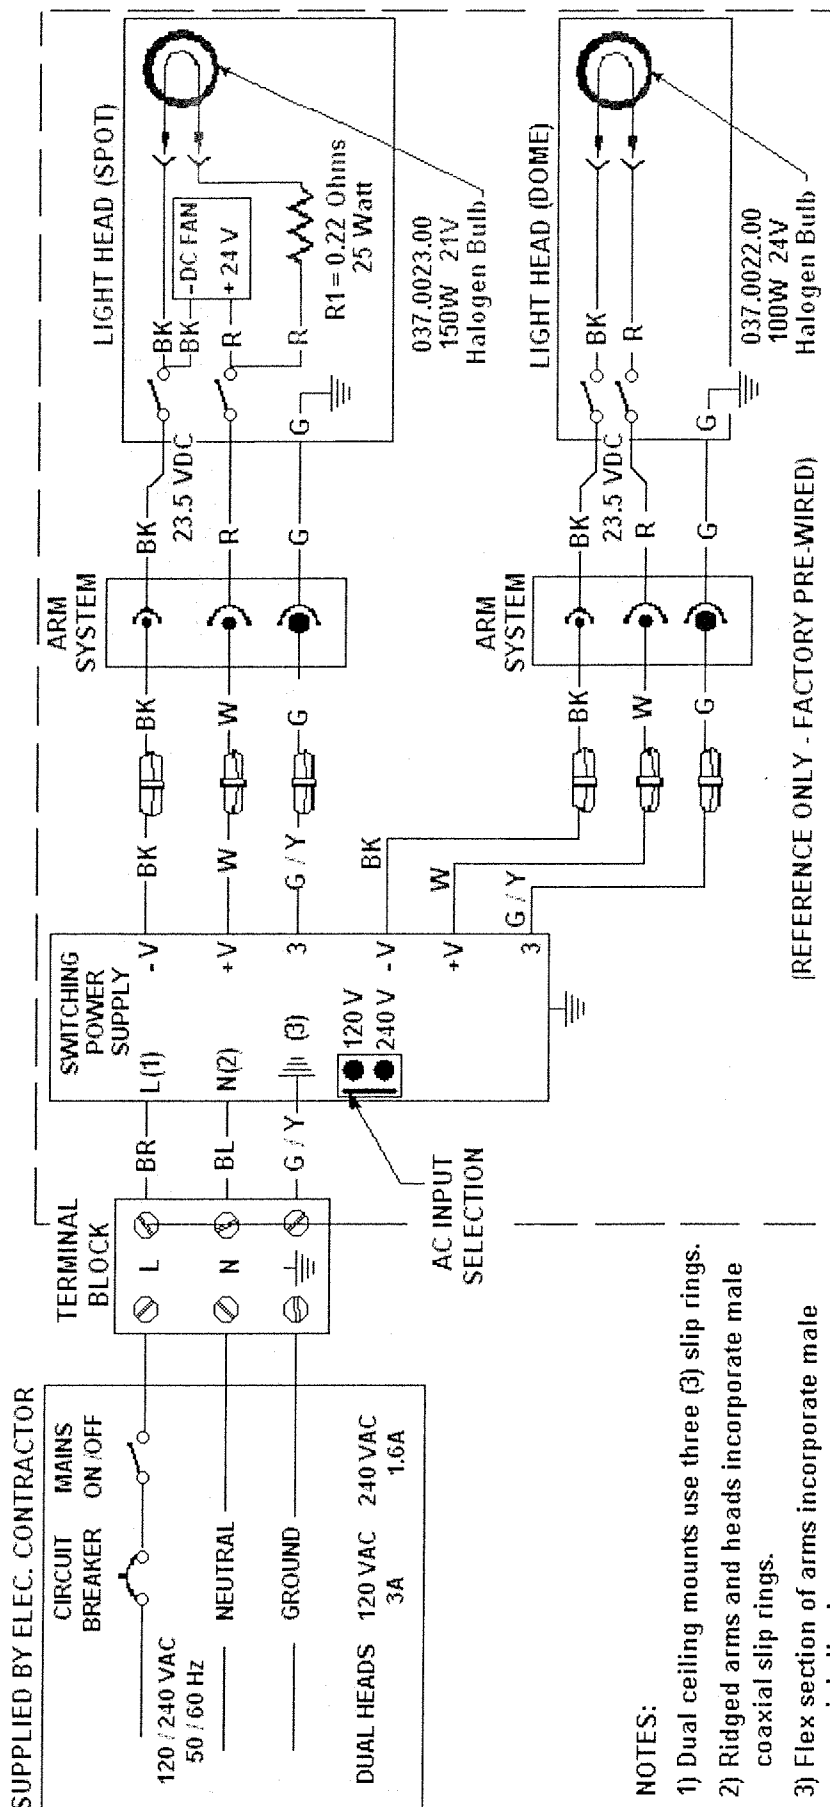 SUPPLIED BY ELEC. CONTRACTOR
CIRCUIT
BREAKER
MAINS
ON/OFF
120 / 240 VAC
50 / 60 Hz
NEUTRAL
GROUND
DUAL HEADS
120 VAC
3A
240 VAC
1.6A
TERMINAL
BLOCK
L
N
BR
BL
G / Y
SWITCHING
POWER
SUPPLY
L(1)
N(2)
(3)
-V
+V
3
120 V
240 V
-V
+V
3
AC INPUT
SELECTION
BK
W
G / Y
BK
W
G / Y
BK
W
G
BK
W
G
ARM
SYSTEM
ARM
SYSTEM
BK
23.5 VDC
R
G
BK
23.5 VDC
R
G
LIGHT HEAD (SPOT)
BK
BK
R
R
G
-DC FAN
+ 24 V
R1 = 0.22 Ohms
25 Watt
037.0023.00
150W 21V
Halogen Bulb
LIGHT HEAD (DOME)
BK
R
G
037.0022.00
100W 24V
Halogen Bulb
(REFERENCE ONLY - FACTORY PRE-WIRED)
NOTES:
1) Dual ceiling mounts use three (3) slip rings.
2) Ridged arms and heads incorporate male
coaxial slip rings.
3) Flex section of arms incorporate male